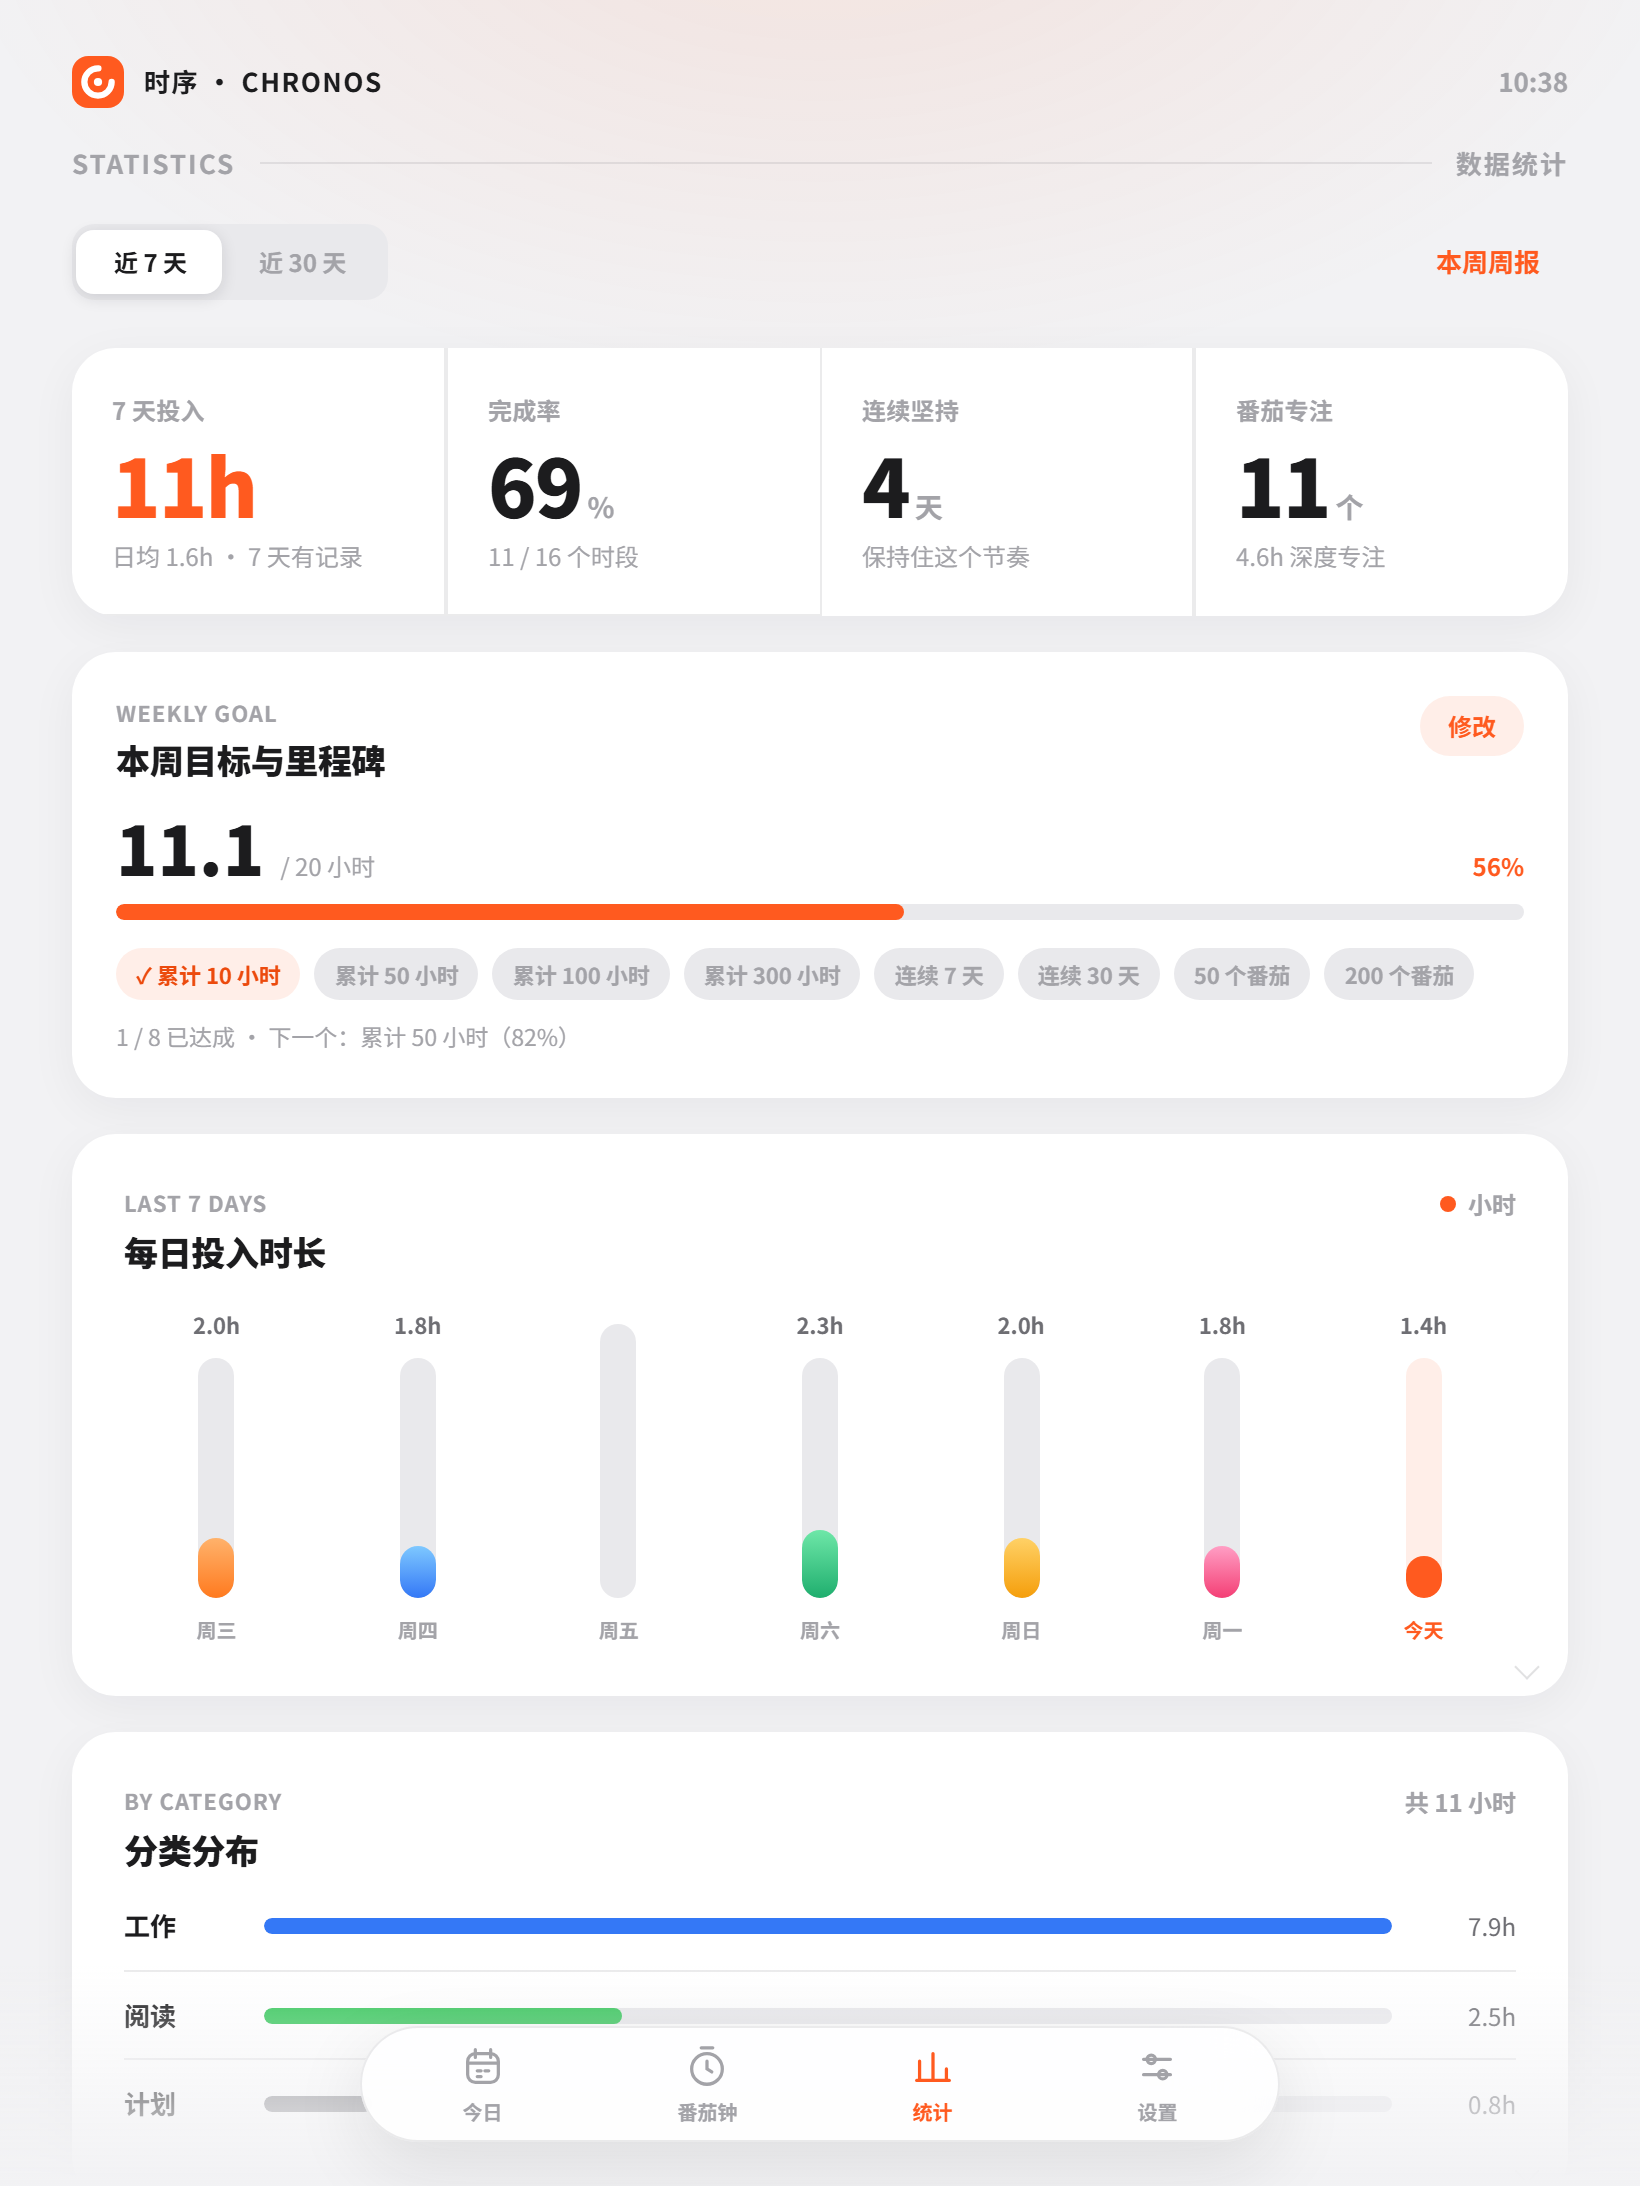 时序 · CHRONOS
10:38
STATISTICS
数据统计
近 7 天
近 30 天
本周周报
7 天投入
11h
日均 1.6h · 7 天有记录
完成率
69 %
11 / 16 个时段
连续坚持
4 天
保持住这个节奏
番茄专注
11 个
4.6h 深度专注
WEEKLY GOAL
修改
本周目标与里程碑
11.1 / 20 小时
56%
✓ 累计 10 小时
累计 50 小时
累计 100 小时
累计 300 小时
连续 7 天
连续 30 天
50 个番茄
200 个番茄
1 / 8 已达成 · 下一个：累计 50 小时（82%）
LAST 7 DAYS
小时
每日投入时长
2.0h
1.8h
2.3h
2.0h
1.8h
1.4h
周三
周四
周五
周六
周日
周一
今天
BY CATEGORY
共 11 小时
分类分布
工作
7.9h
阅读
2.5h
计划
0.8h
今日
番茄钟
统计
设置